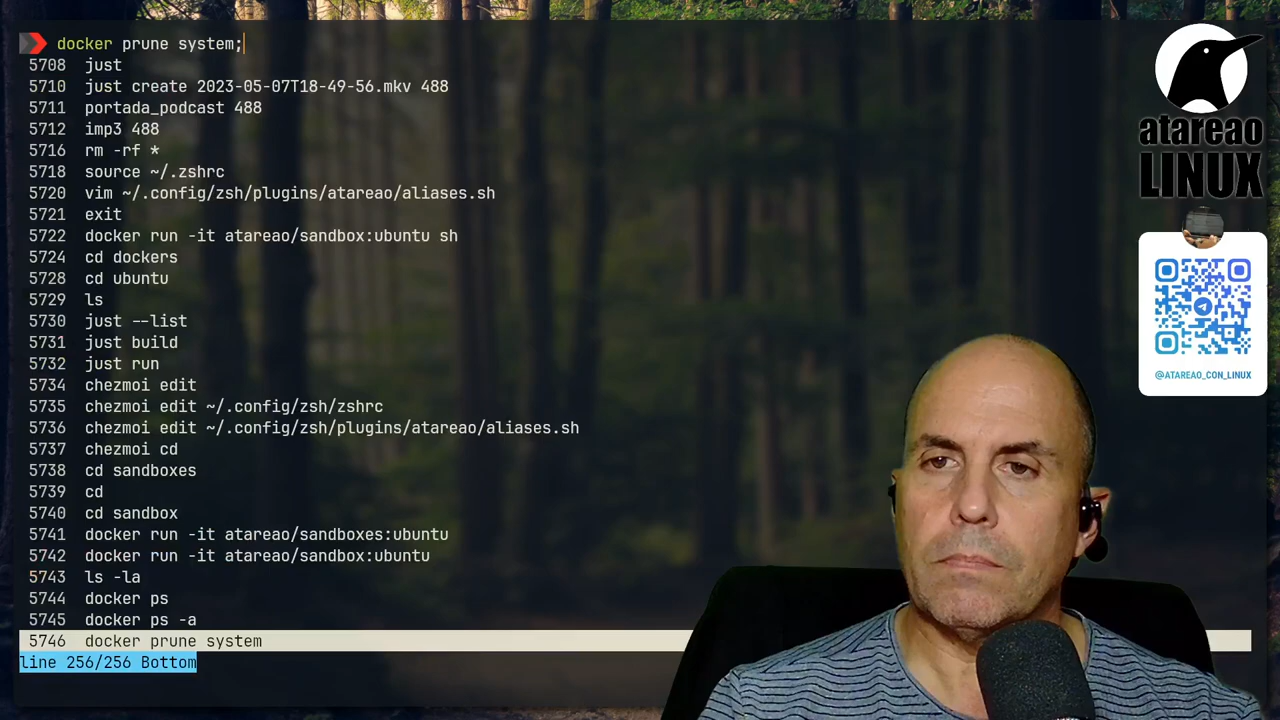 docker prune system;
5708 just
5710 just create 2023-05-07T18-49-56.mkv 488
5711 portada_podcast 488
5712 imp3 488
5716 rm -rf *
5718 source ~/.zshrc
5720 vim ~/.config/zsh/plugins/atareao/aliases.sh
5721 exit
5722 docker run -it atareao/sandbox:ubuntu sh
5724 cd dockers
5728 cd ubuntu
5729 ls
5730 just --list
5731 just build
5732 just run
5734 chezmoi edit
5735 chezmoi edit ~/.config/zsh/zshrc
5736 chezmoi edit ~/.config/zsh/plugins/atareao/aliases.sh
5737 chezmoi cd
5738 cd sandboxes
5739 cd
5740 cd sandbox
5741 docker run -it atareao/sandboxes:ubuntu
5742 docker run -it atareao/sandbox:ubuntu
5743 ls -la
5744 docker ps
5745 docker ps -a
5746 docker prune system
line 256/256 Bottom
atareao
LINUX
@ATAREAO_CON_LINUX